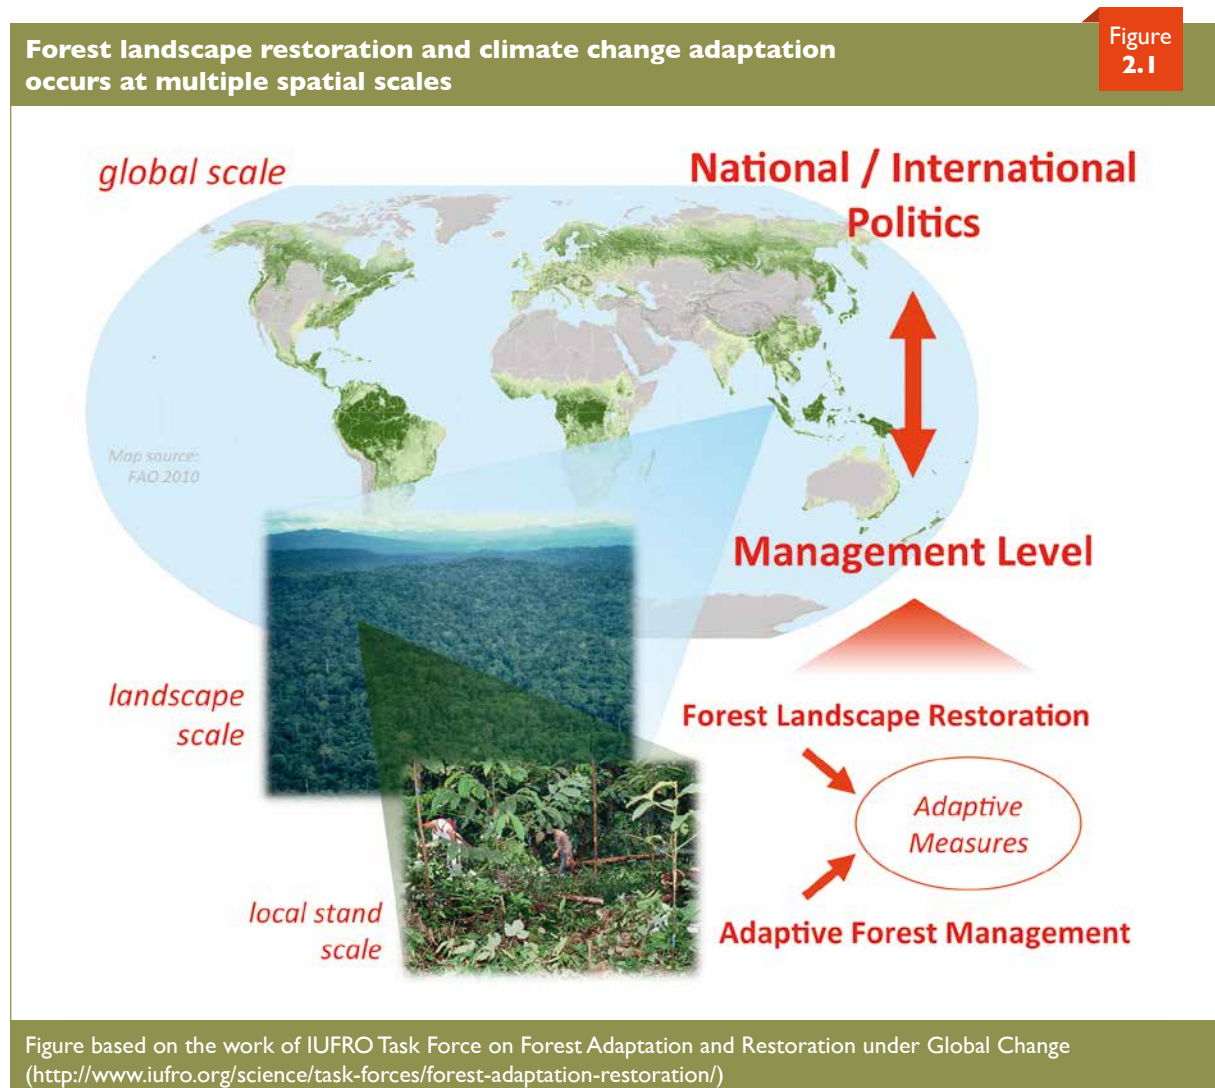 Forest landscape restoration and climate change adaptation
occurs at multiple spatial scales
Figure
2.1
global scale
National / International
Politics
Map source:
FAO 2010
Management Level
landscape
scale
Forest Landscape Restoration
Adaptive
Measures
local stand
scale
Adaptive Forest Management
Figure based on the work of IUFRO Task Force on Forest Adaptation and Restoration under Global Change
(http://www.iufro.org/science/task-forces/forest-adaptation-restoration/)